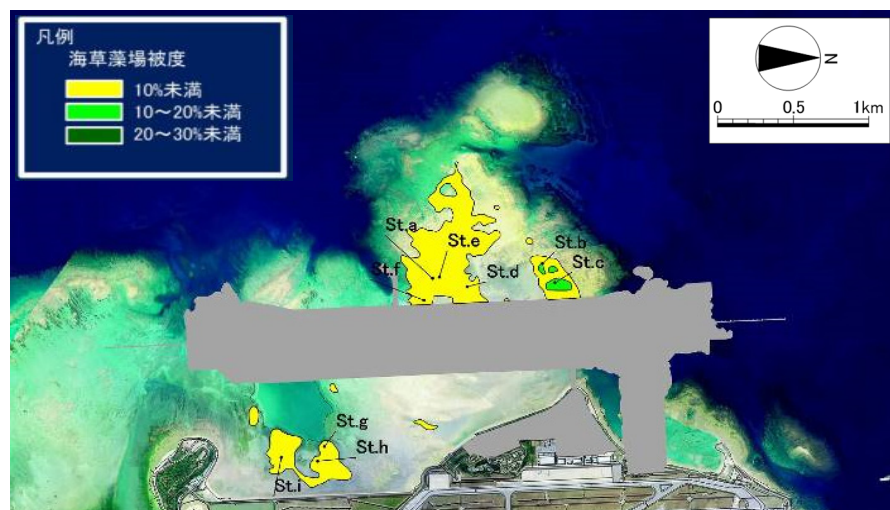 凡例
海草藻場被度
10%未満
10～20%未満
20～30%未満
N
0 0.5 1km
St.a
St.e
St.b
St.f
St.d
St.c
St.g
St.h
St.i